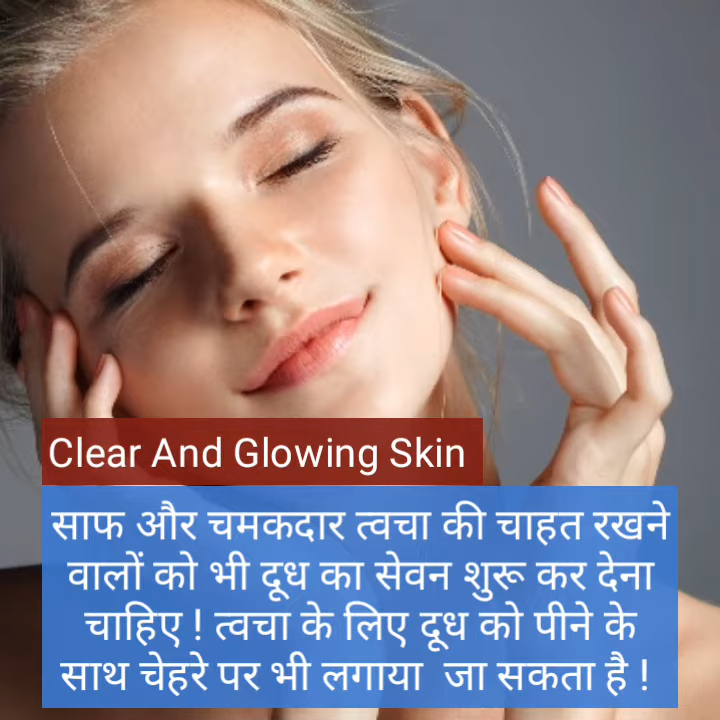 Clear And Glowing Skin
साफ और चमकदार त्वचा की चाहत रखने
वालों को भी दूध का सेवन शुरू कर देना
चाहिए ! त्वचा के लिए दूध को पीने के
साथ चेहरे पर भी लगाया जा सकता है !